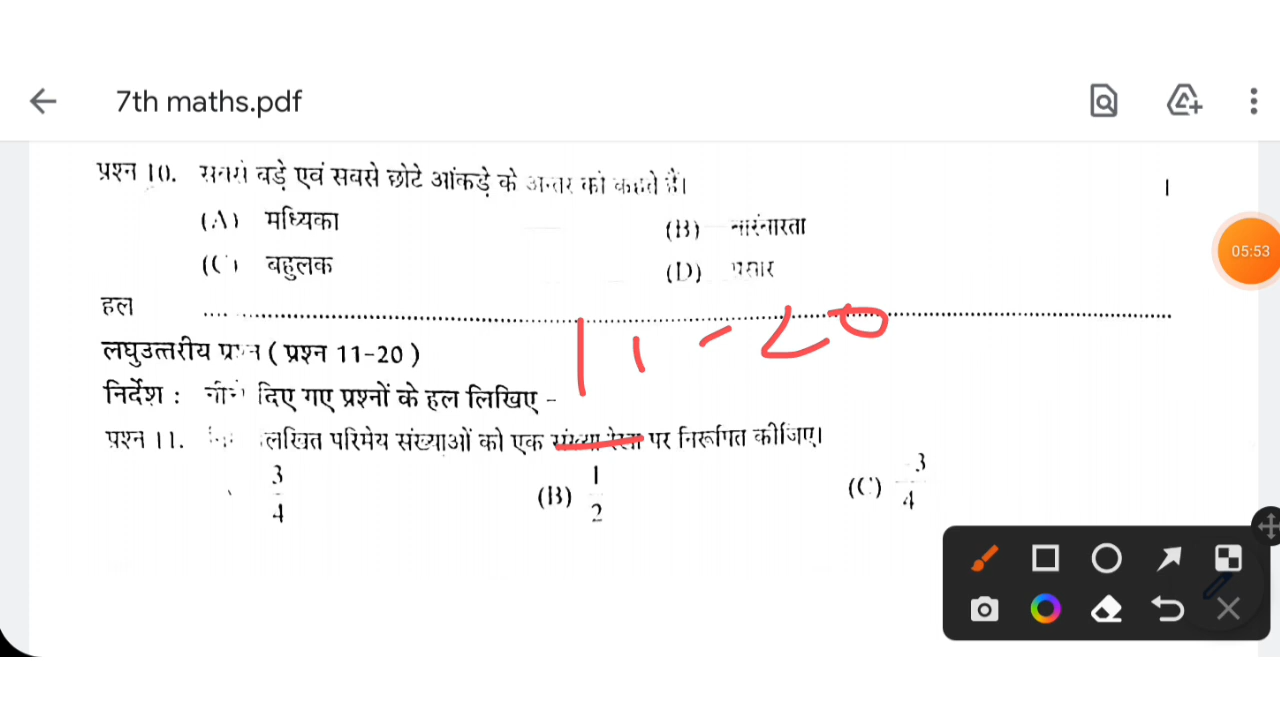 7th maths.pdf
प्रश्न 10. सबसे बड़े एवं सबसे छोटे आंकड़े के अन्तर को कहते हैं। 1
(A) मध्यिका (B)
(C) बहुलक (D)
05:53
हल
11-20
लघुउत्तरीय प्रश्न ( प्रश्न 11-20 )
निर्देश : नीचे दिए गए प्रश्नों के हल लिखिए -
प्रश्न 11. लिखित परिमेय संख्याओं को एक संख्या रेखा पर निरूपित कीजिए।
3/4 (B) 1/2 (C) -3/4